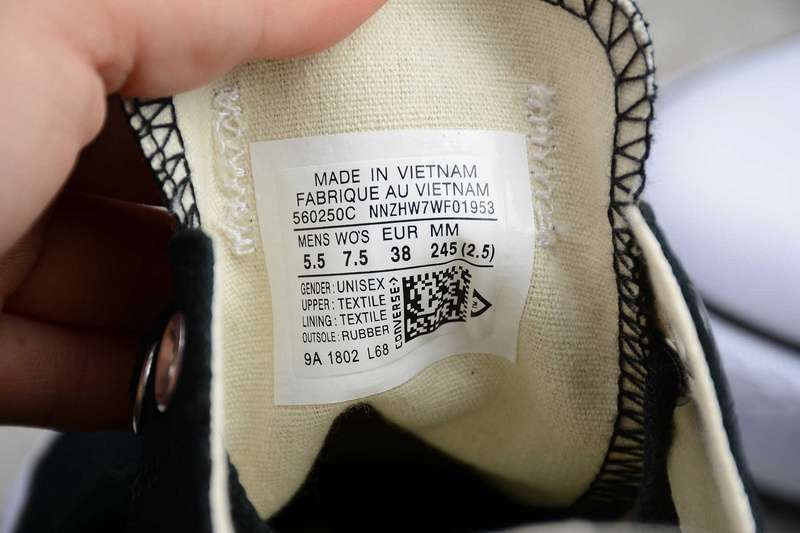 MADE IN VIETNAM
FABRIQUE AU VIETNAM
560250C NNZHW7WF01953
MENS WO'S EUR MM
5.5 7.5 38 245 (2.5)
GENDER: UNISEX
UPPER: TEXTILE
LINING: TEXTILE
OUTSOLE: RUBBER
9A 1802 L68
CONVERSE
TM